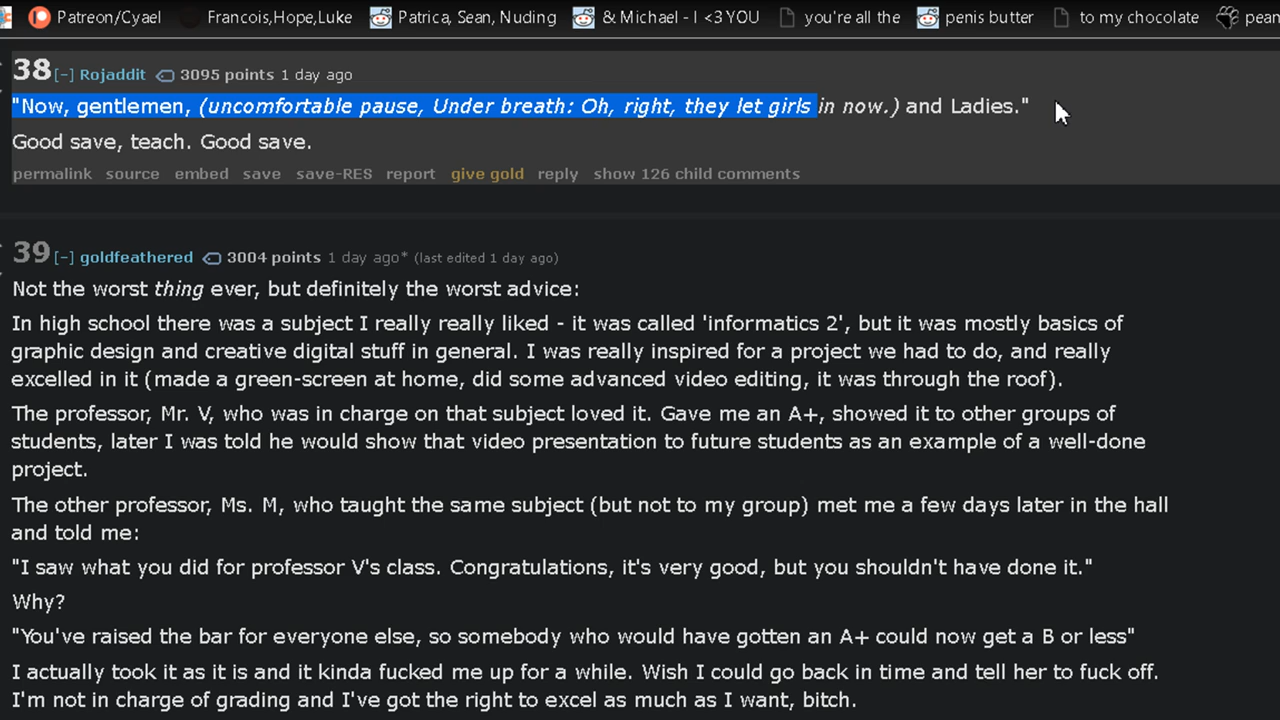 Patreon/Cyael Francois,Hope,Luke Patrica, Sean, Nuding & Michael - I <3 YOU you're all the penis butter to my chocolate pean
38 [-] Rojaddit 3095 points 1 day ago
"Now, gentlemen, (uncomfortable pause, Under breath: Oh, right, they let girls in now.) and Ladies."
Good save, teach. Good save.
permalink source embed save save-RES report give gold reply show 126 child comments
39 [-] goldfeathered 3004 points 1 day ago* (last edited 1 day ago)
Not the worst thing ever, but definitely the worst advice:
In high school there was a subject I really really liked - it was called 'informatics 2', but it was mostly basics of
graphic design and creative digital stuff in general. I was really inspired for a project we had to do, and really
excelled in it (made a green-screen at home, did some advanced video editing, it was through the roof).
The professor, Mr. V, who was in charge on that subject loved it. Gave me an A+, showed it to other groups of
students, later I was told he would show that video presentation to future students as an example of a well-done
project.
The other professor, Ms. M, who taught the same subject (but not to my group) met me a few days later in the hall
and told me:
"I saw what you did for professor V's class. Congratulations, it's very good, but you shouldn't have done it."
Why?
"You've raised the bar for everyone else, so somebody who would have gotten an A+ could now get a B or less"
I actually took it as it is and it kinda fucked me up for a while. Wish I could go back in time and tell her to fuck off.
I'm not in charge of grading and I've got the right to excel as much as I want, bitch.